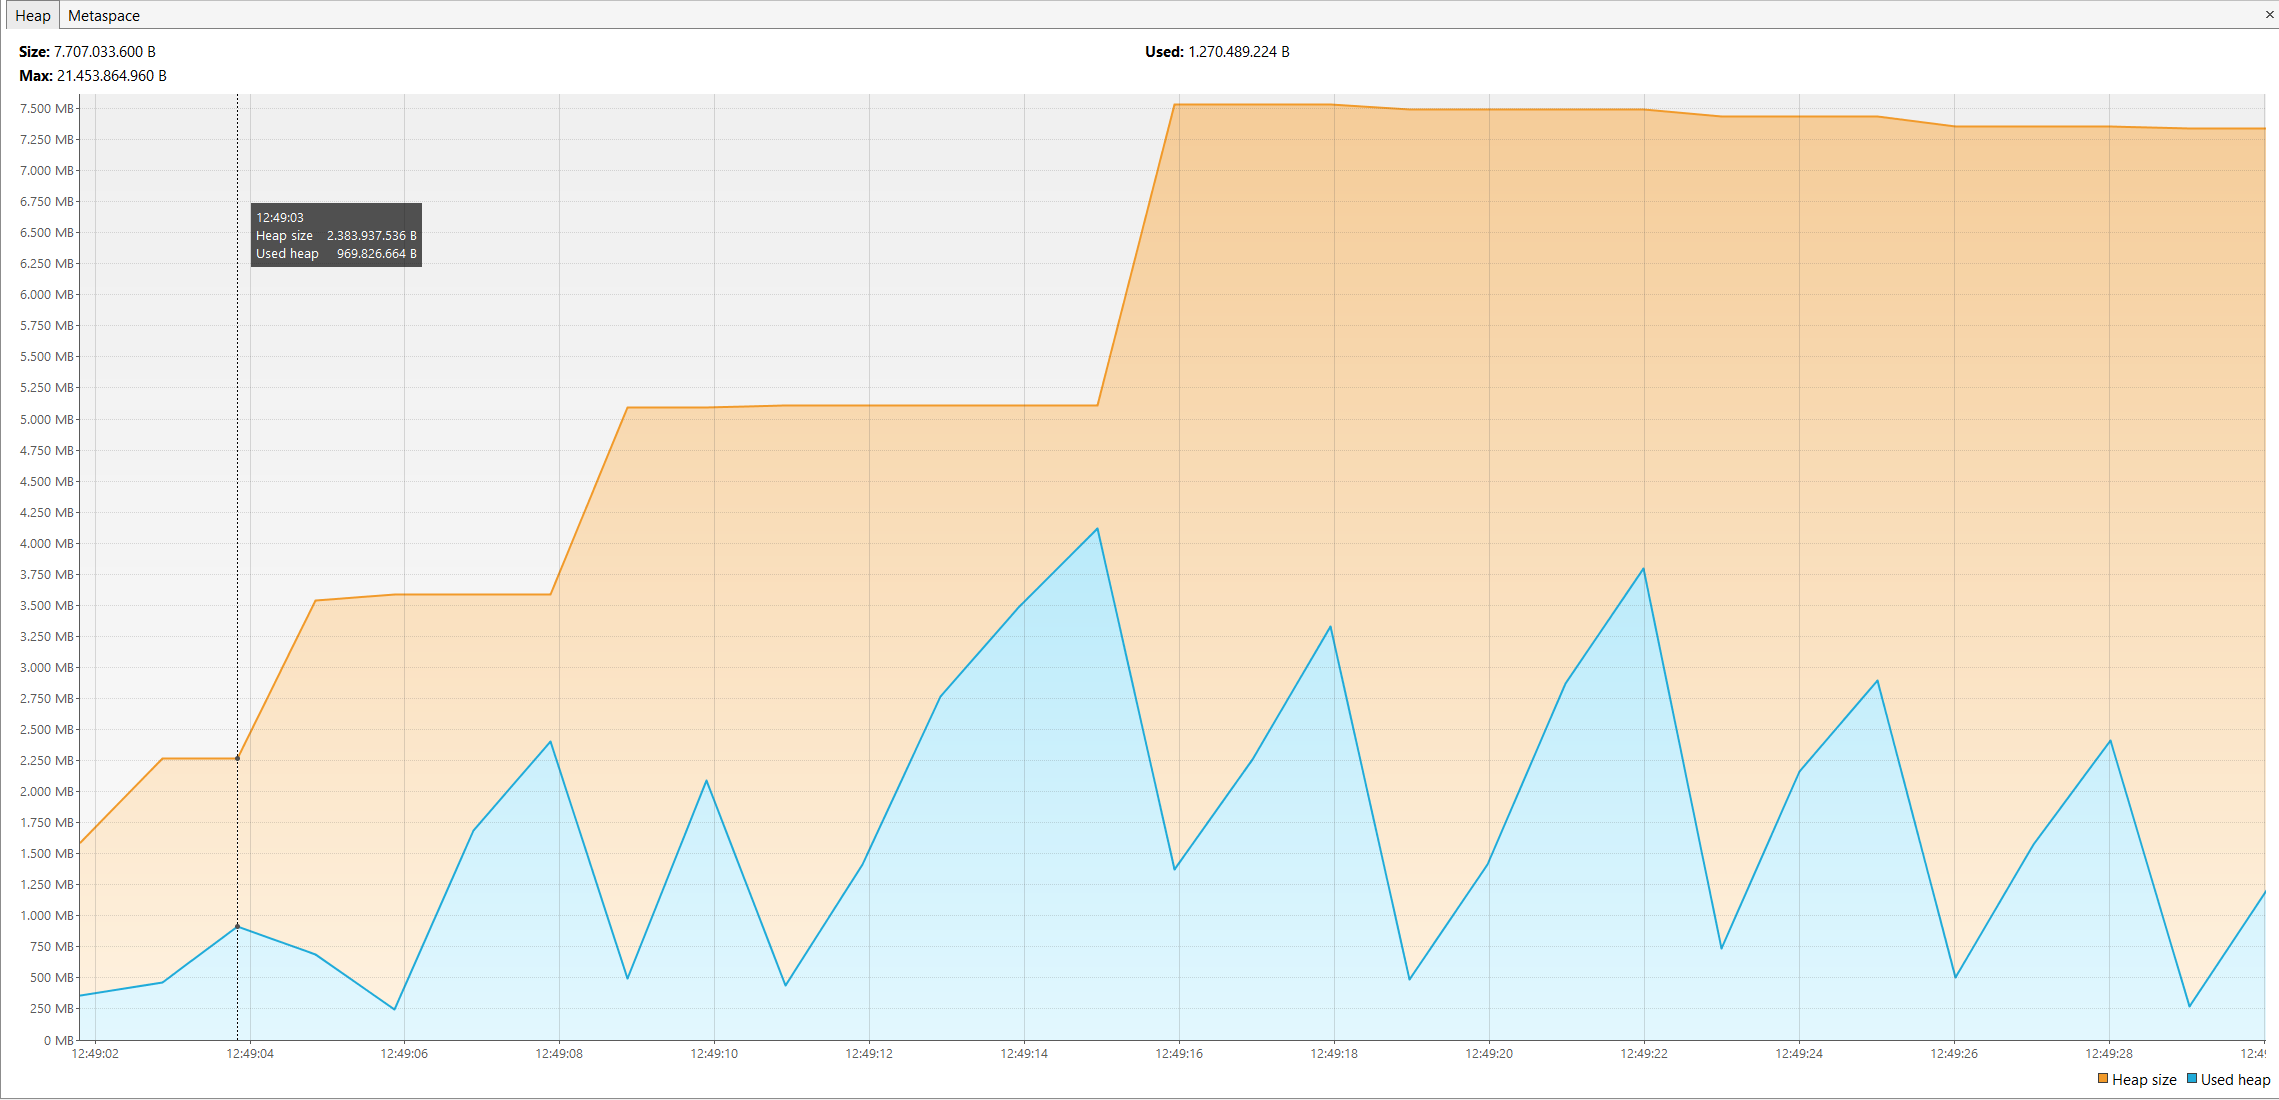 Heap Metaspace ×
Size: 7.707.033.600 B Used: 1.270.489.224 B
Max: 21.453.864.960 B
7.500 MB
7.250 MB
7.000 MB
6.750 MB
6.500 MB
6.250 MB
6.000 MB
5.750 MB
5.500 MB
5.250 MB
5.000 MB
4.750 MB
4.500 MB
4.250 MB
4.000 MB
3.750 MB
3.500 MB
3.250 MB
3.000 MB
2.750 MB
2.500 MB
2.250 MB
2.000 MB
1.750 MB
1.500 MB
1.250 MB
1.000 MB
750 MB
500 MB
250 MB
0 MB
12:49:03
Heap size 2.383.937.536 B
Used heap 969.826.664 B
12:49:02 12:49:04 12:49:06 12:49:08 12:49:10 12:49:12 12:49:14 12:49:16 12:49:18 12:49:20 12:49:22 12:49:24 12:49:26 12:49:28
Heap size Used heap